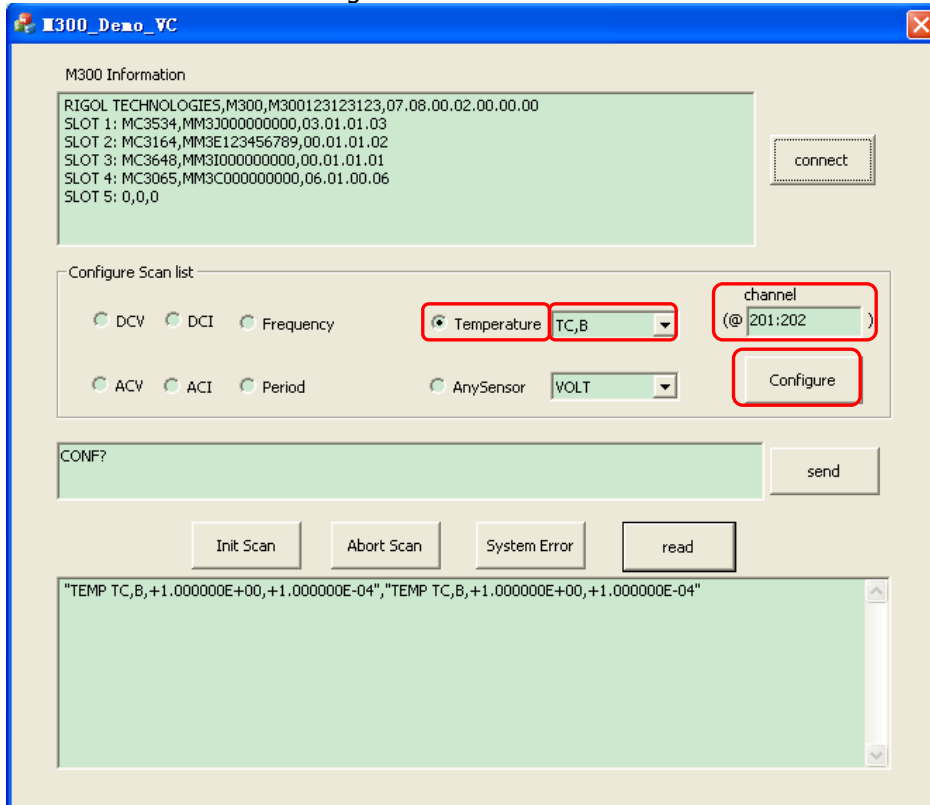 M300_Demo_VC
M300 Information
RIGOL TECHNOLOGIES,M300,M300123123123,07.08.00.02.00.00.00
SLOT 1: MC3534,MM3J000000000,03.01.01.03
SLOT 2: MC3164,MM3E123456789,00.01.01.02
SLOT 3: MC3648,MM3I000000000,00.01.01.01
SLOT 4: MC3065,MM3C000000000,06.01.00.06
SLOT 5: 0,0,0
connect
Configure Scan list
channel
DCV DCI Frequency Temperature TC,B (@ 201:202 )
ACV ACI Period AnySensor VOLT Configure
CONF?
send
Init Scan Abort Scan System Error read
"TEMP TC,B,+1.000000E+00,+1.000000E-04","TEMP TC,B,+1.000000E+00,+1.000000E-04"